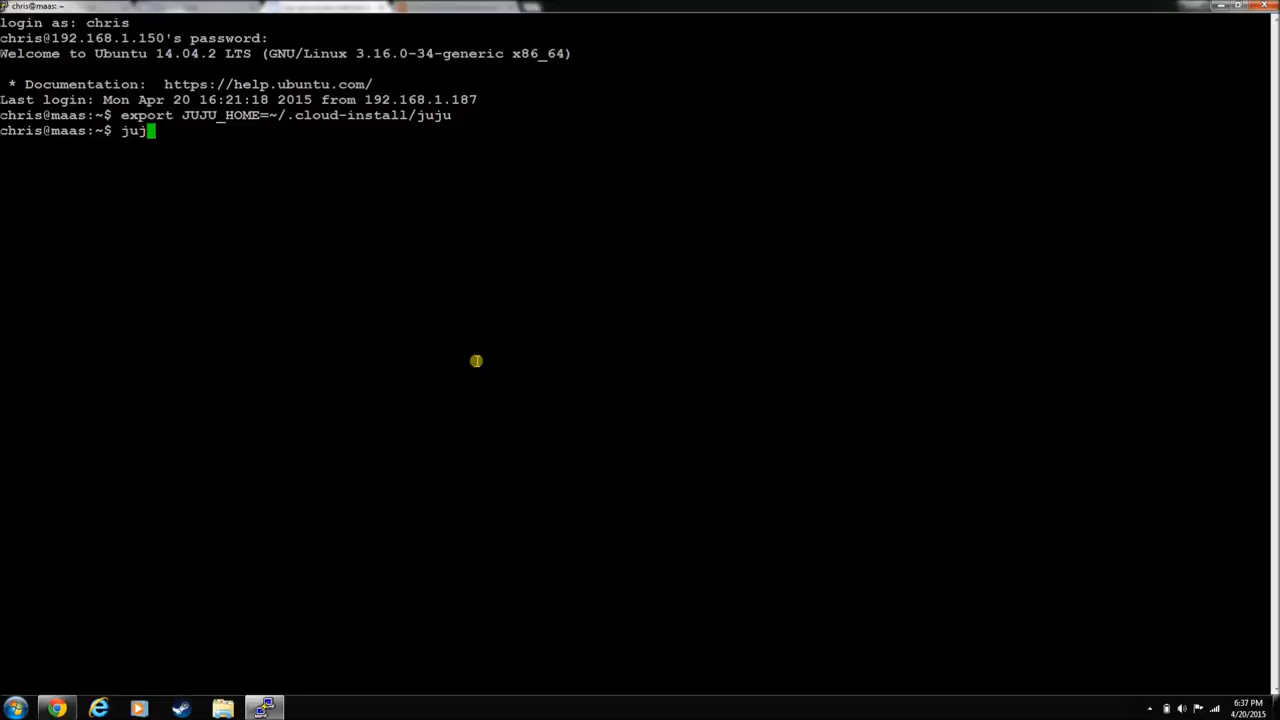 chris@maas: ~
login as: chris
chris@192.168.1.150's password:
Welcome to Ubuntu 14.04.2 LTS (GNU/Linux 3.16.0-34-generic x86_64)
* Documentation:  https://help.ubuntu.com/
Last login: Mon Apr 20 16:21:18 2015 from 192.168.1.187
chris@maas:~$ export JUJU_HOME=~/.cloud-install/juju
chris@maas:~$ juj
6:37 PM
4/20/2015